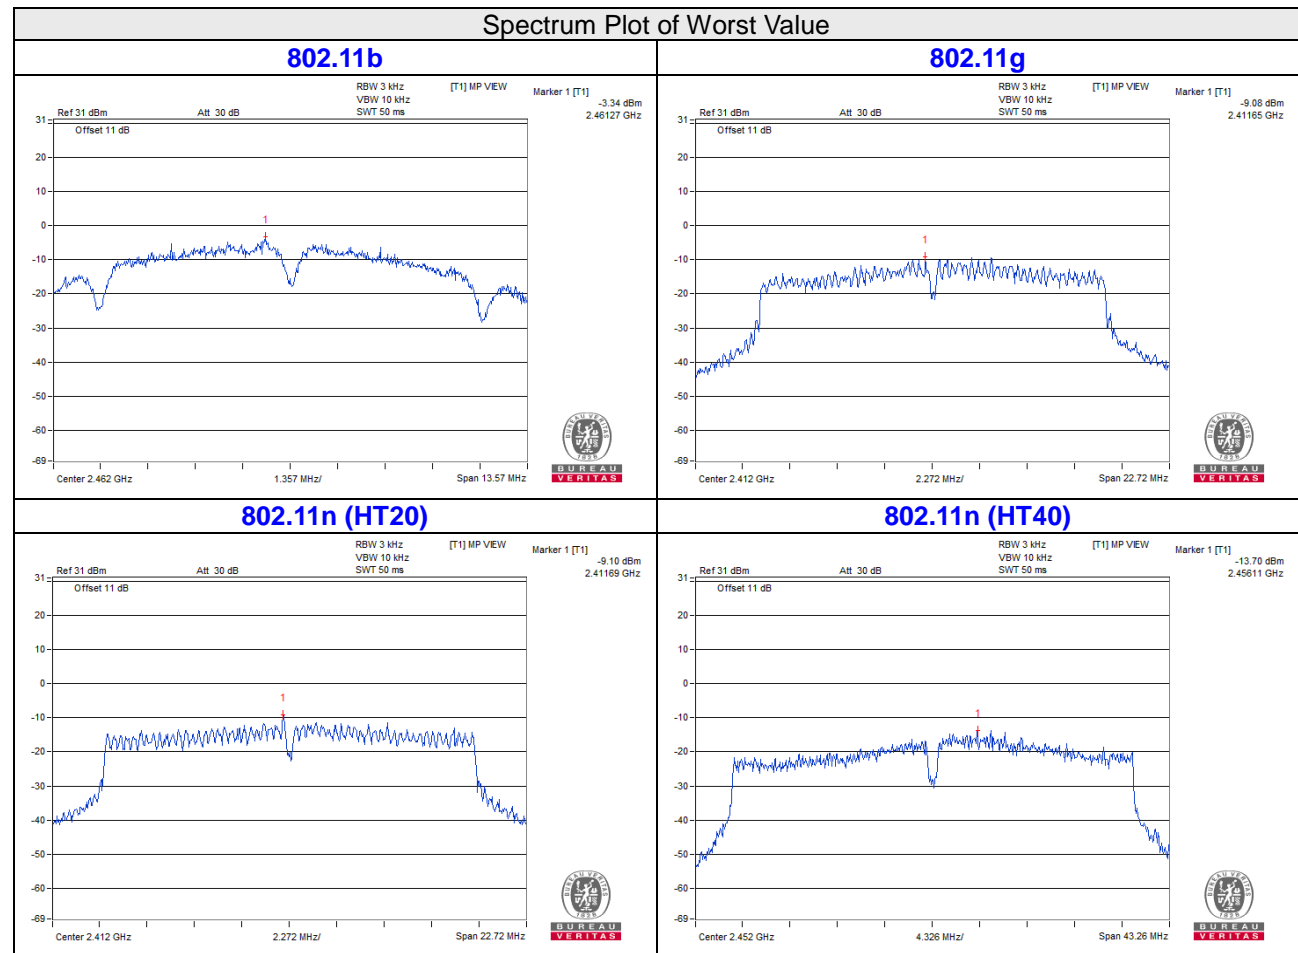 Spectrum Plot of Worst Value
802.11b
802.11g
RBW 3 kHz
[T1] MP VIEW
Marker 1 [T1]
VBW 10 kHz
-3.34 dBm
Ref 31 dBm
Att 30 dB
SWT 50 ms
2.46127 GHz
31
Offset 11 dB
20
10
0
-10
-20
-30
-40
-50
-60
-69
1
Center 2.462 GHz
1.357 MHz/
Span 13.57 MHz
BUREAU VERITAS
1828
BUREAU
VERITAS
RBW 3 kHz
[T1] MP VIEW
Marker 1 [T1]
VBW 10 kHz
-9.08 dBm
Ref 31 dBm
Att 30 dB
SWT 50 ms
2.41165 GHz
31
Offset 11 dB
20
10
0
-10
-20
-30
-40
-50
-60
-69
1
Center 2.412 GHz
2.272 MHz/
Span 22.72 MHz
BUREAU VERITAS
1828
BUREAU
VERITAS
802.11n (HT20)
802.11n (HT40)
RBW 3 kHz
[T1] MP VIEW
Marker 1 [T1]
VBW 10 kHz
-9.10 dBm
Ref 31 dBm
Att 30 dB
SWT 50 ms
2.41169 GHz
31
Offset 11 dB
20
10
0
-10
-20
-30
-40
-50
-60
-69
1
Center 2.412 GHz
2.272 MHz/
Span 22.72 MHz
BUREAU VERITAS
1828
BUREAU
VERITAS
RBW 3 kHz
[T1] MP VIEW
Marker 1 [T1]
VBW 10 kHz
-13.70 dBm
Ref 31 dBm
Att 30 dB
SWT 50 ms
2.45611 GHz
31
Offset 11 dB
20
10
0
-10
-20
-30
-40
-50
-60
-69
1
Center 2.452 GHz
4.326 MHz/
Span 43.26 MHz
BUREAU VERITAS
1828
BUREAU
VERITAS